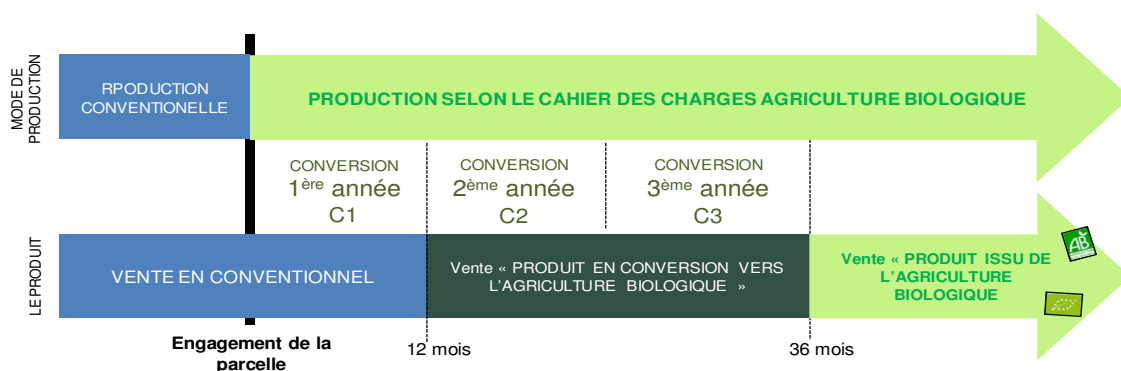 MODE DE
PRODUCTION
RPODUCTION
CONVENTIONELLE
PRODUCTION SELON LE CAHIER DES CHARGES AGRICULTURE BIOLOGIQUE
CONVERSION
1ère année
C1
CONVERSION
2ème année
C2
CONVERSION
3ème année
C3
LE PRODUIT
VENTE EN CONVENTIONNEL
Vente « PRODUIT EN CONVERSION VERS
L'AGRICULTURE BIOLOGIQUE »
Vente « PRODUIT ISSU DE
L'AGRICULTURE
BIOLOGIQUE
AB
Engagement de la
parcelle
12 mois
36 mois